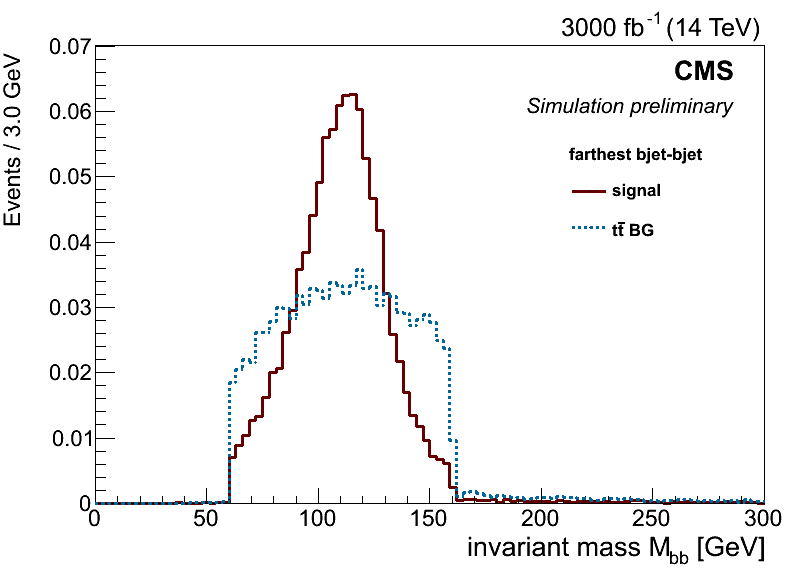 3000 fb⁻¹ (14 TeV)
CMS
Simulation preliminary
farthest bjet-bjet
signal
tt̄ BG
Events / 3.0 GeV
0.07
0.06
0.05
0.04
0.03
0.02
0.01
0
0 50 100 150 200 250 300
invariant mass M_bb [GeV]